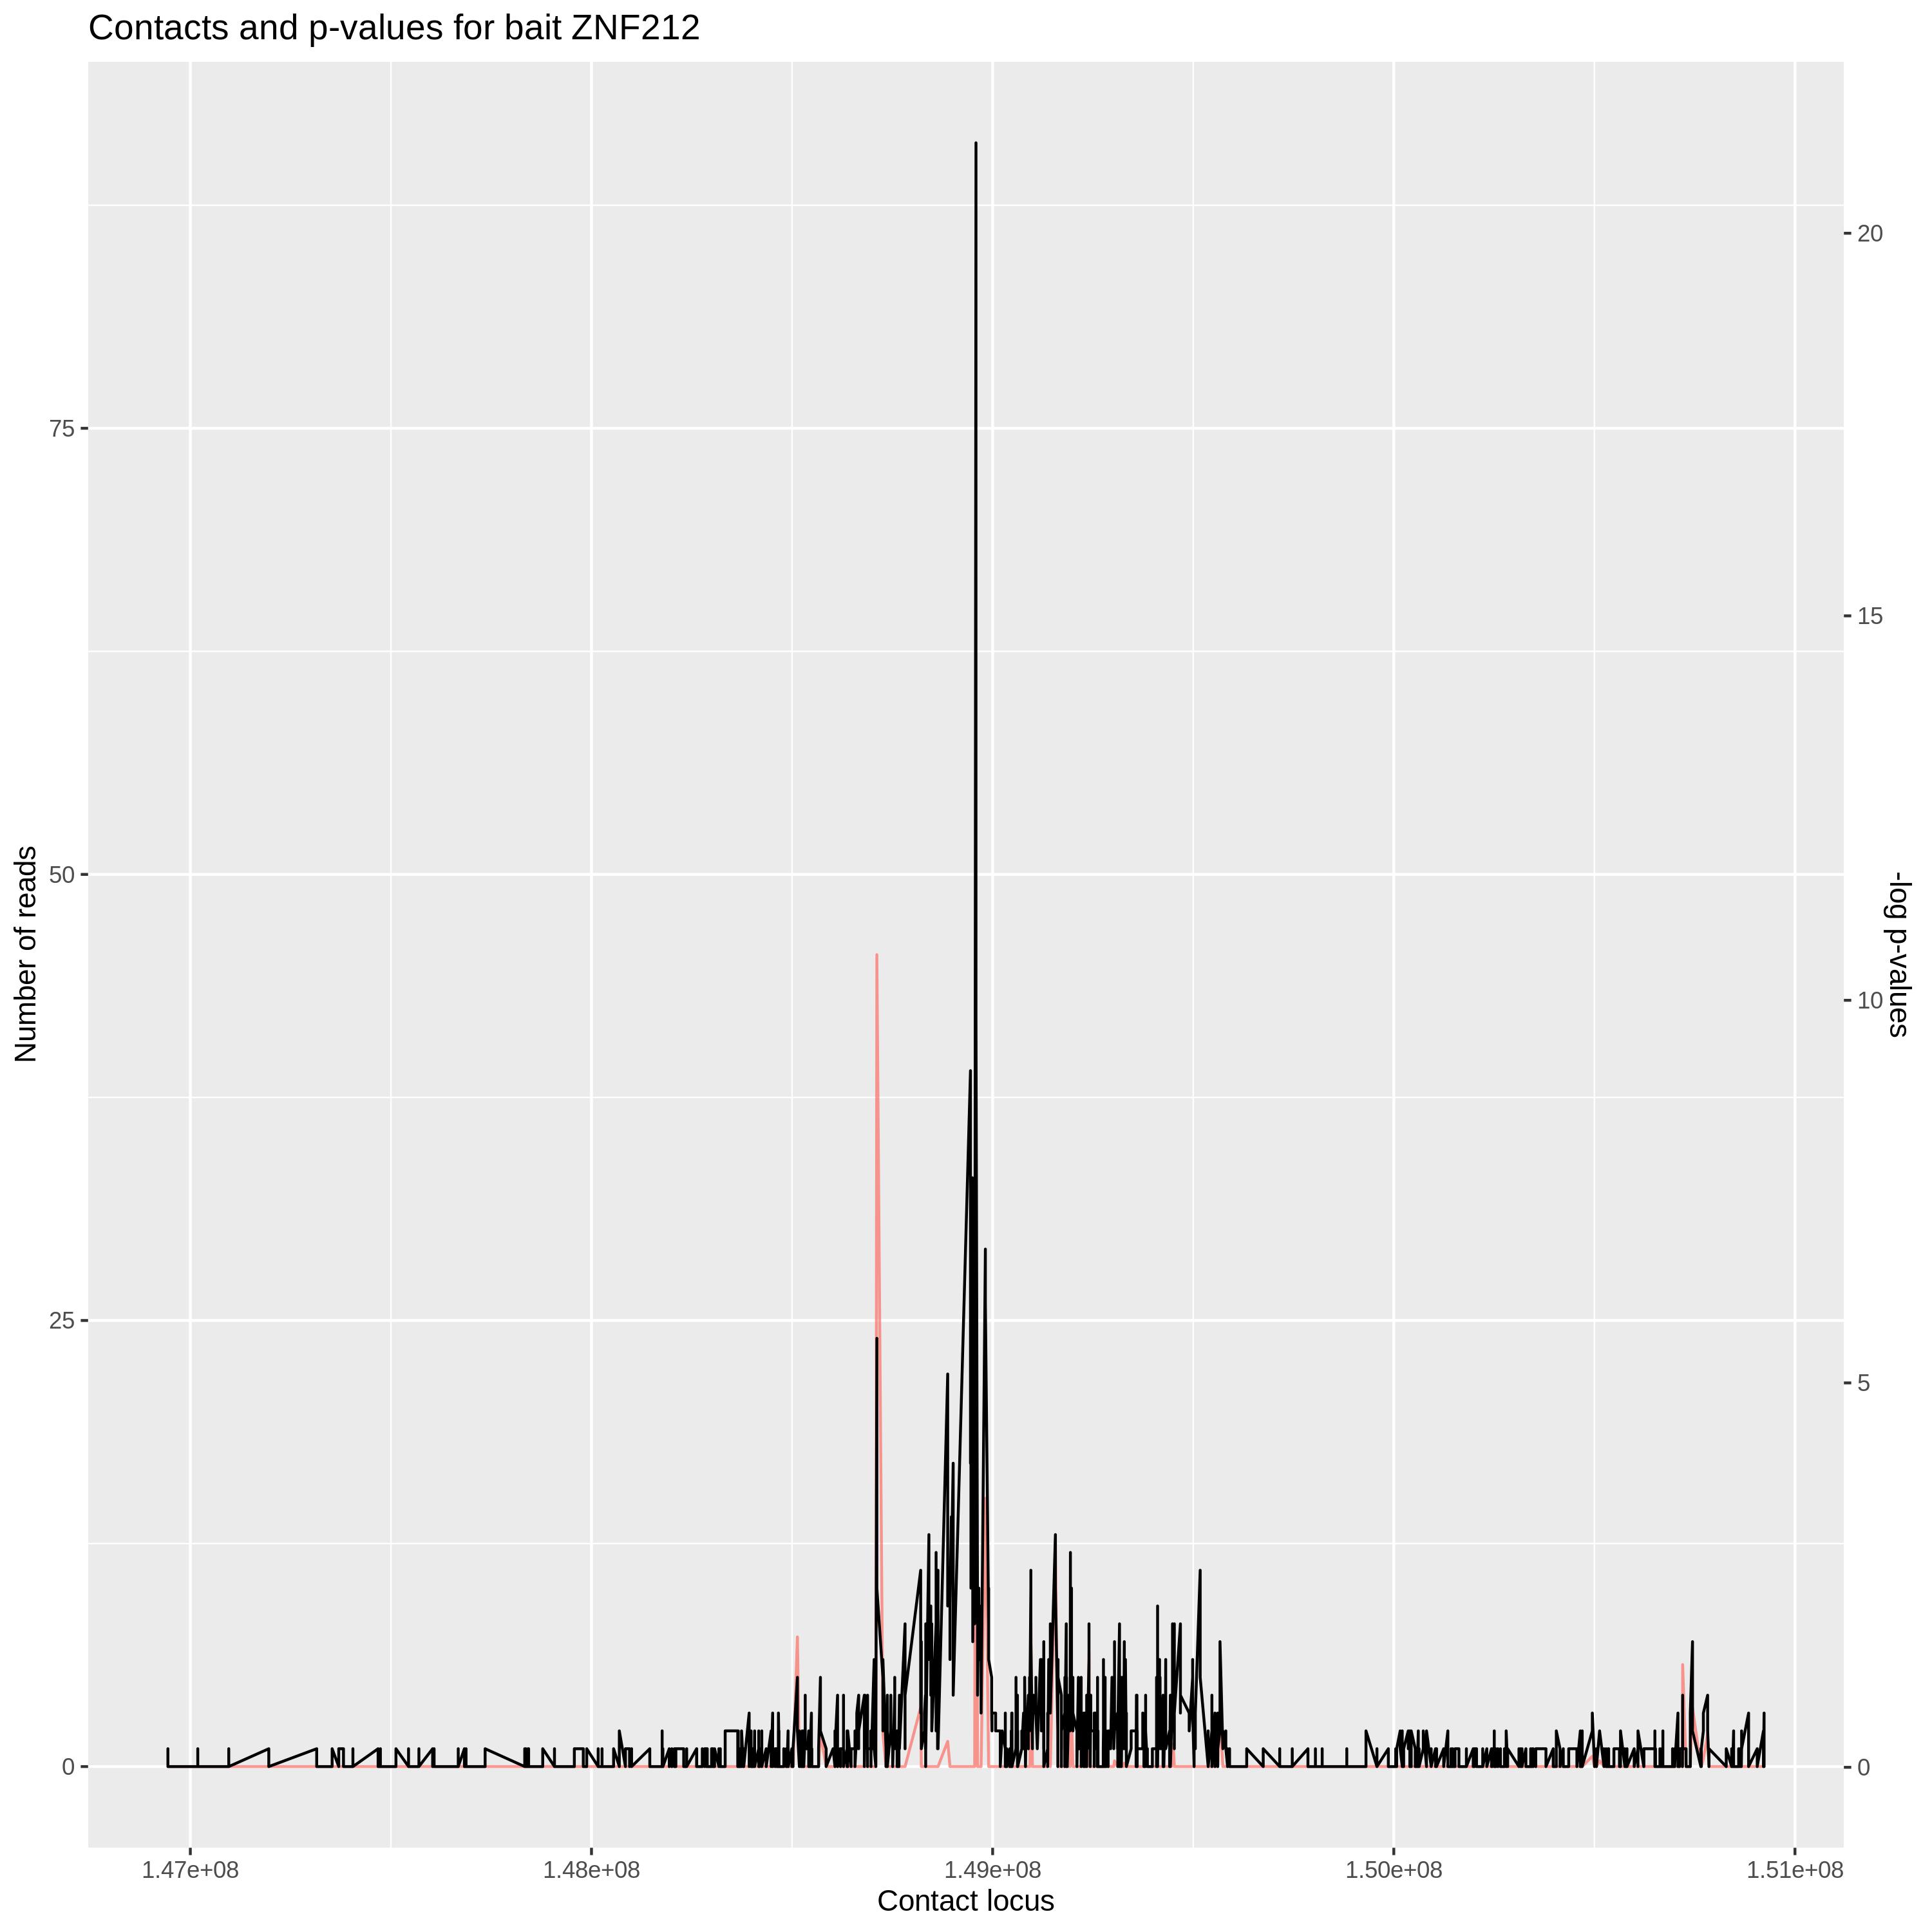 Contacts and p-values for bait ZNF212
Number of reads
75
50
25
0
20
15
10
5
0
-log p-values
1.47e+08
1.48e+08
1.49e+08
1.50e+08
1.51e+08
Contact locus